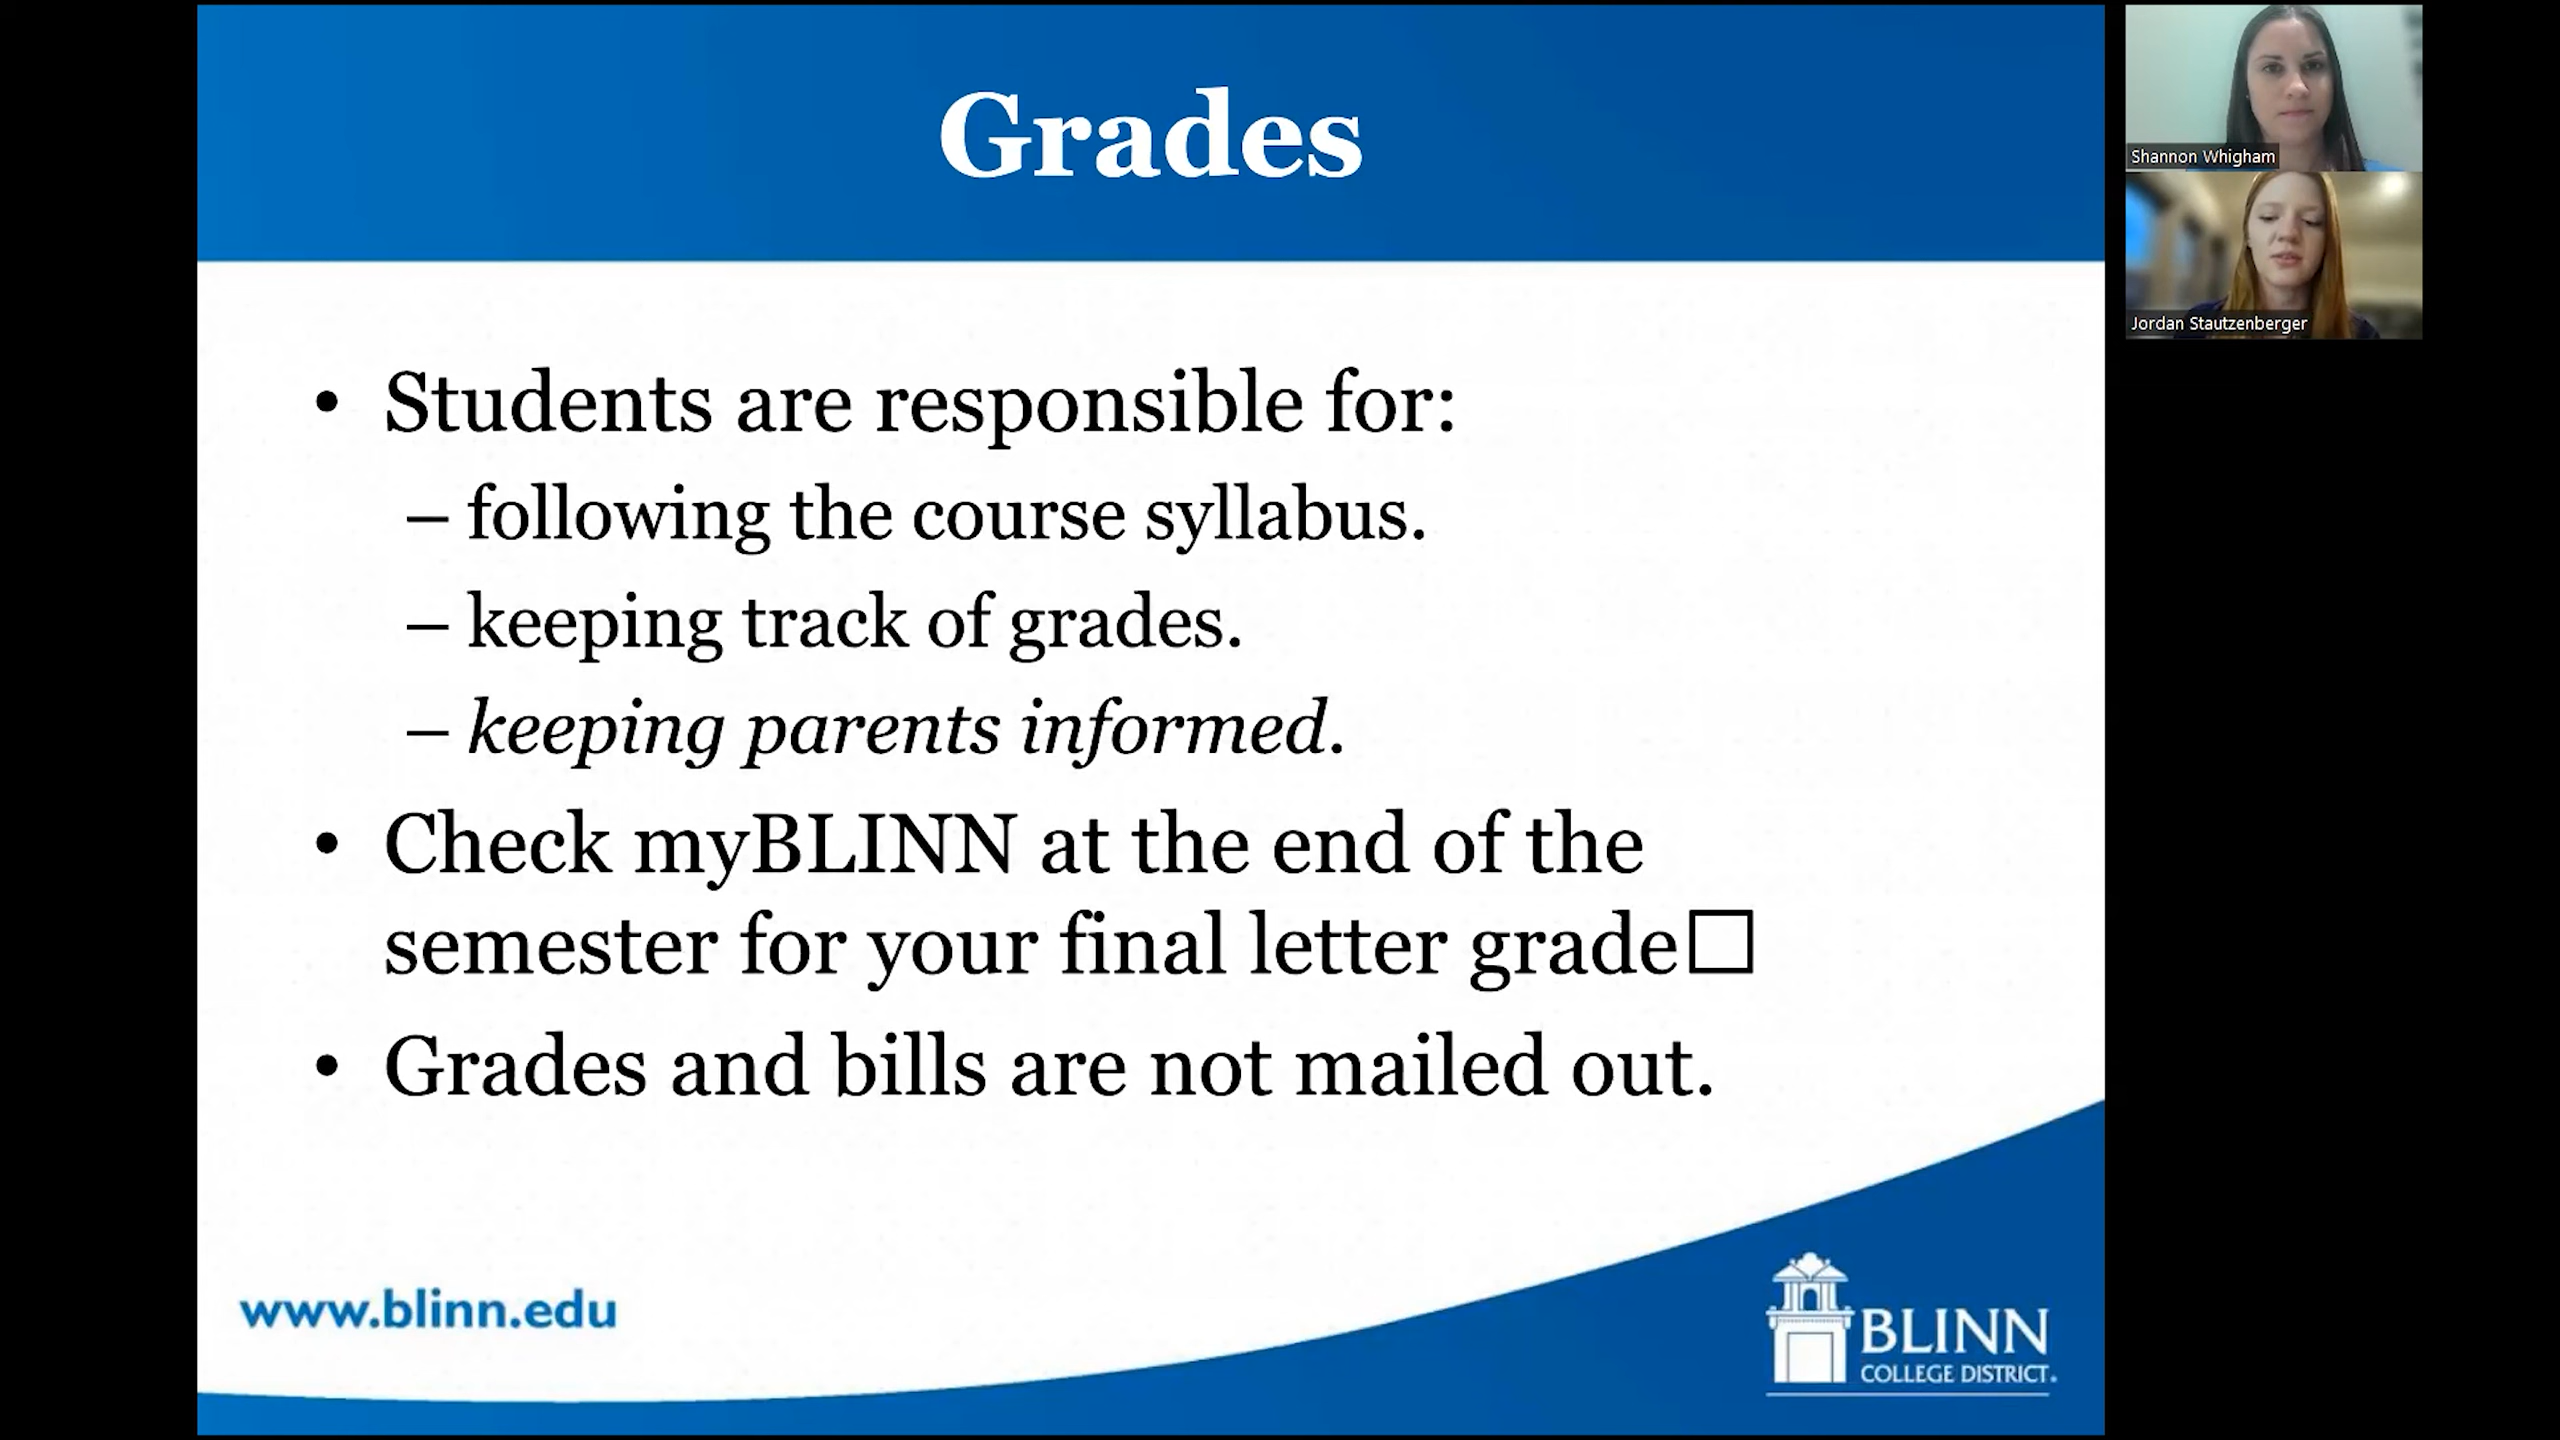 Grades
• Students are responsible for:
– following the course syllabus.
– keeping track of grades.
– keeping parents informed.
• Check myBLINN at the end of the
semester for your final letter grade□
• Grades and bills are not mailed out.
www.blinn.edu
BLINN
COLLEGE DISTRICT.
Shannon Whigham
Jordan Stautzenberger